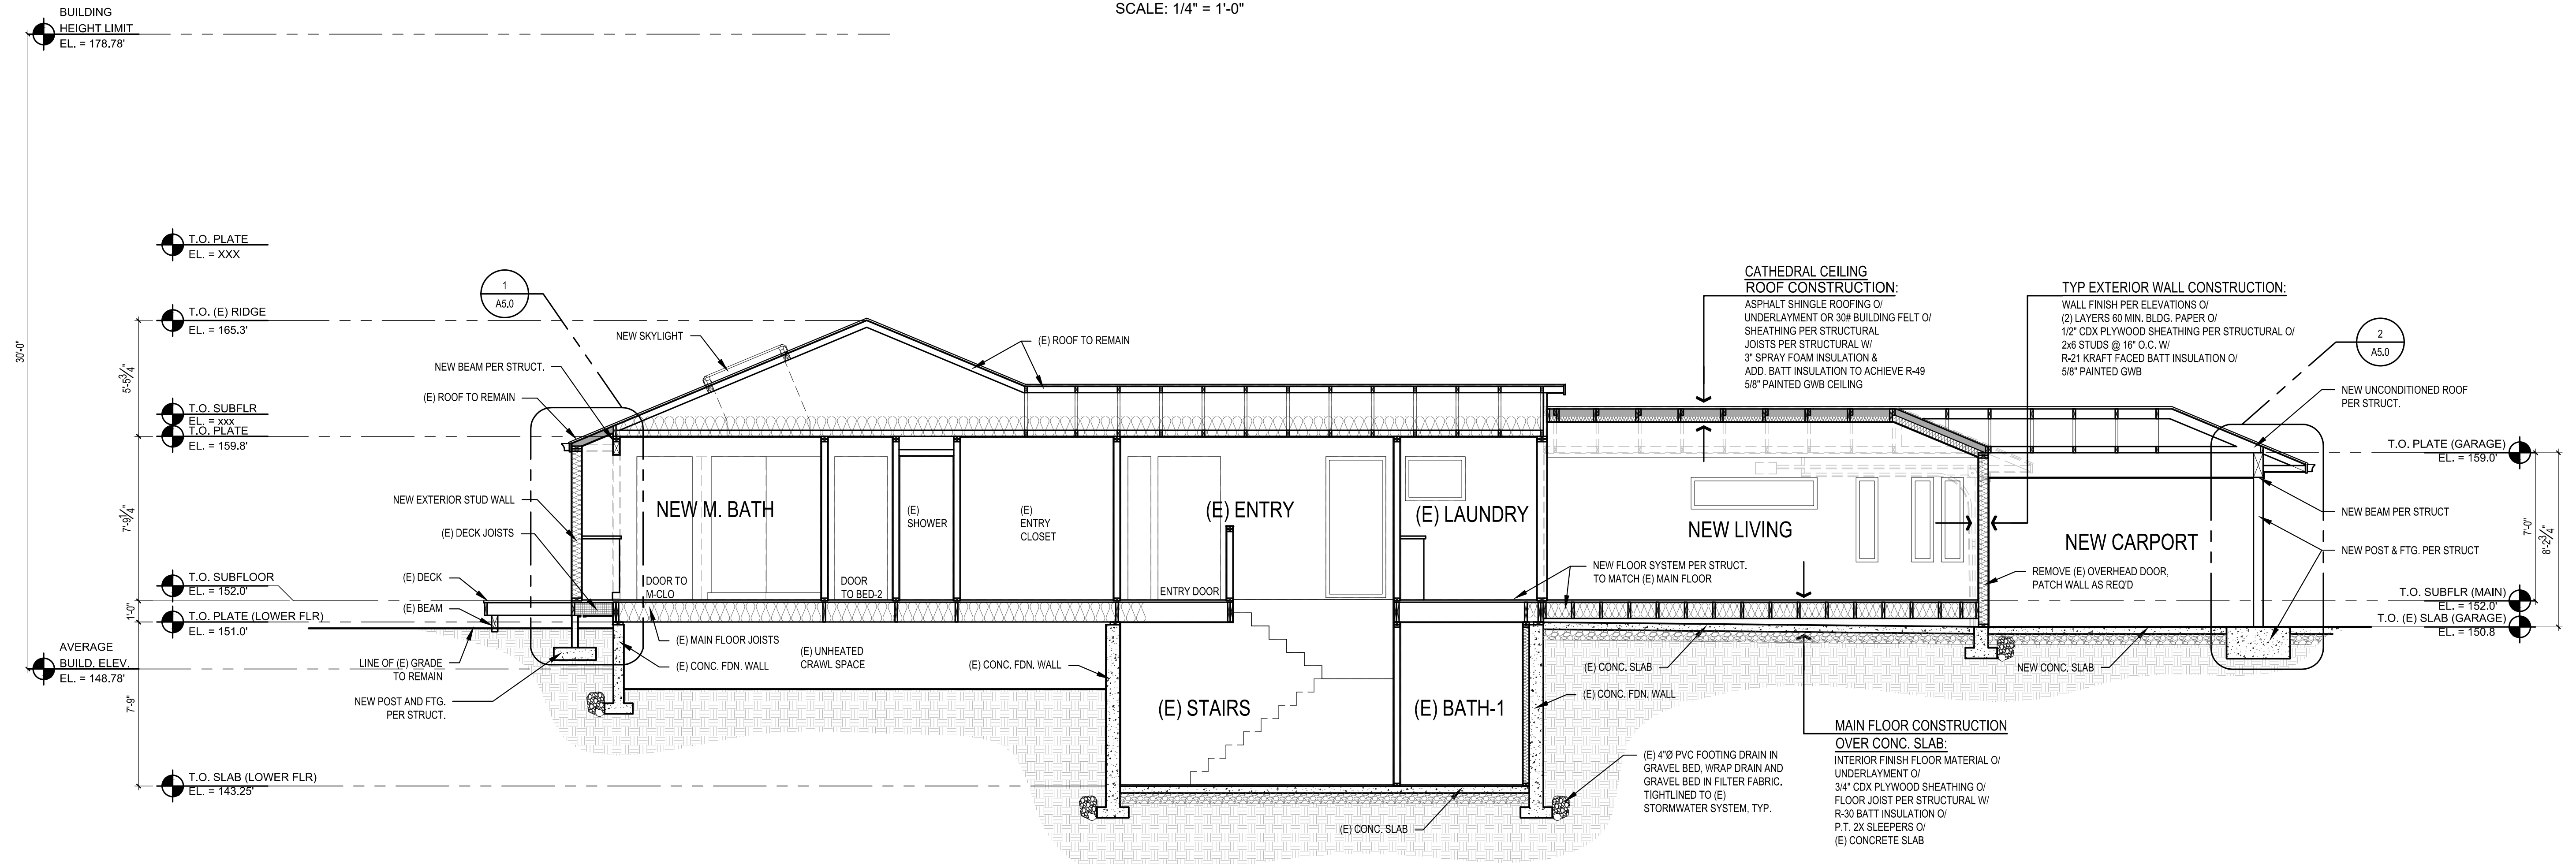 SCALE: 1/4" = 1'-0"
BUILDING
HEIGHT LIMIT
EL. = 178.78'
30'-0"
T.O. PLATE
EL. = XXX
T.O. (E) RIDGE
EL. = 165.3'
5'-5 3/4"
T.O. SUBFLR
EL. = xxx
T.O. PLATE
EL. = 159.8'
7'-9 1/4"
T.O. SUBFLOOR
EL. = 152.0'
1'-0"
T.O. PLATE (LOWER FLR)
EL. = 151.0'
AVERAGE
BUILD. ELEV.
EL. = 148.78'
7'-9"
T.O. SLAB (LOWER FLR)
EL. = 143.25'
1
A5.0
NEW SKYLIGHT
NEW BEAM PER STRUCT.
(E) ROOF TO REMAIN
(E) ROOF TO REMAIN
NEW EXTERIOR STUD WALL
(E) DECK JOISTS
(E) DECK
(E) BEAM
LINE OF (E) GRADE
TO REMAIN
NEW POST AND FTG.
PER STRUCT.
NEW M. BATH
DOOR TO
M-CLO
DOOR
TO BED-2
(E)
SHOWER
(E)
ENTRY
CLOSET
(E) ENTRY
ENTRY DOOR
(E) LAUNDRY
(E) MAIN FLOOR JOISTS
(E) CONC. FDN. WALL
(E) UNHEATED
CRAWL SPACE
(E) CONC. FDN. WALL
(E) STAIRS
(E) BATH-1
(E) CONC. SLAB
CATHEDRAL CEILING
ROOF CONSTRUCTION:
ASPHALT SHINGLE ROOFING O/
UNDERLAYMENT OR 30# BUILDING FELT O/
SHEATHING PER STRUCTURAL
JOISTS PER STRUCTURAL W/
3" SPRAY FOAM INSULATION &
ADD. BATT INSULATION TO ACHIEVE R-49
5/8" PAINTED GWB CEILING
TYP EXTERIOR WALL CONSTRUCTION:
WALL FINISH PER ELEVATIONS O/
(2) LAYERS 60 MIN. BLDG. PAPER O/
1/2" CDX PLYWOOD SHEATHING PER STRUCTURAL O/
2x6 STUDS @ 16" O.C. W/
R-21 KRAFT FACED BATT INSULATION O/
5/8" PAINTED GWB
2
A5.0
NEW UNCONDITIONED ROOF
PER STRUCT.
NEW LIVING
NEW FLOOR SYSTEM PER STRUCT.
TO MATCH (E) MAIN FLOOR
NEW CARPORT
REMOVE (E) OVERHEAD DOOR,
PATCH WALL AS REQ'D
NEW BEAM PER STRUCT
NEW POST & FTG. PER STRUCT
NEW CONC. SLAB
(E) CONC. SLAB
(E) CONC. FDN. WALL
(E) 4"Ø PVC FOOTING DRAIN IN
GRAVEL BED, WRAP DRAIN AND
GRAVEL BED IN FILTER FABRIC.
TIGHTLINED TO (E)
STORMWATER SYSTEM, TYP.
MAIN FLOOR CONSTRUCTION
OVER CONC. SLAB:
INTERIOR FINISH FLOOR MATERIAL O/
UNDERLAYMENT O/
3/4" CDX PLYWOOD SHEATHING O/
FLOOR JOIST PER STRUCTURAL W/
R-30 BATT INSULATION O/
P.T. 2X SLEEPERS O/
(E) CONCRETE SLAB
T.O. PLATE (GARAGE)
EL. = 159.0'
7'-0"
8'-2 3/4"
T.O. SUBFLR (MAIN)
EL. = 152.0'
T.O. (E) SLAB (GARAGE)
EL. = 150.8